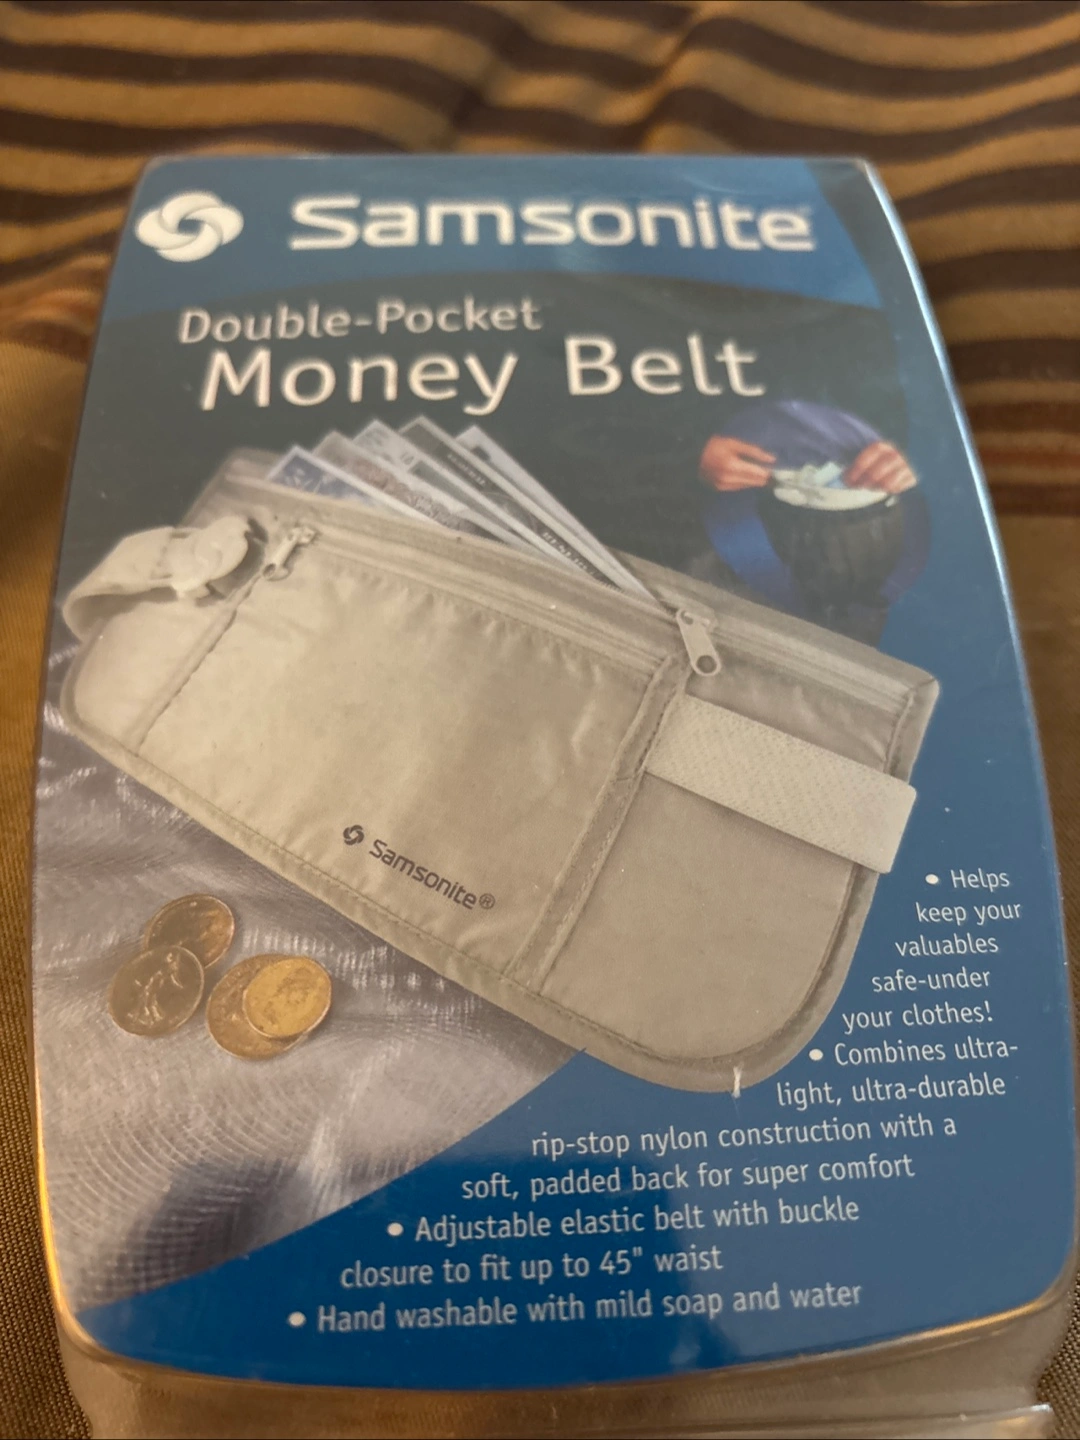 Samsonite
Double-Pocket
Money Belt
Samsonite®
• Helps
keep your
valuables
safe-under
your clothes!
• Combines ultra-
light, ultra-durable
rip-stop nylon construction with a
soft, padded back for super comfort
• Adjustable elastic belt with buckle
closure to fit up to 45" waist
• Hand washable with mild soap and water